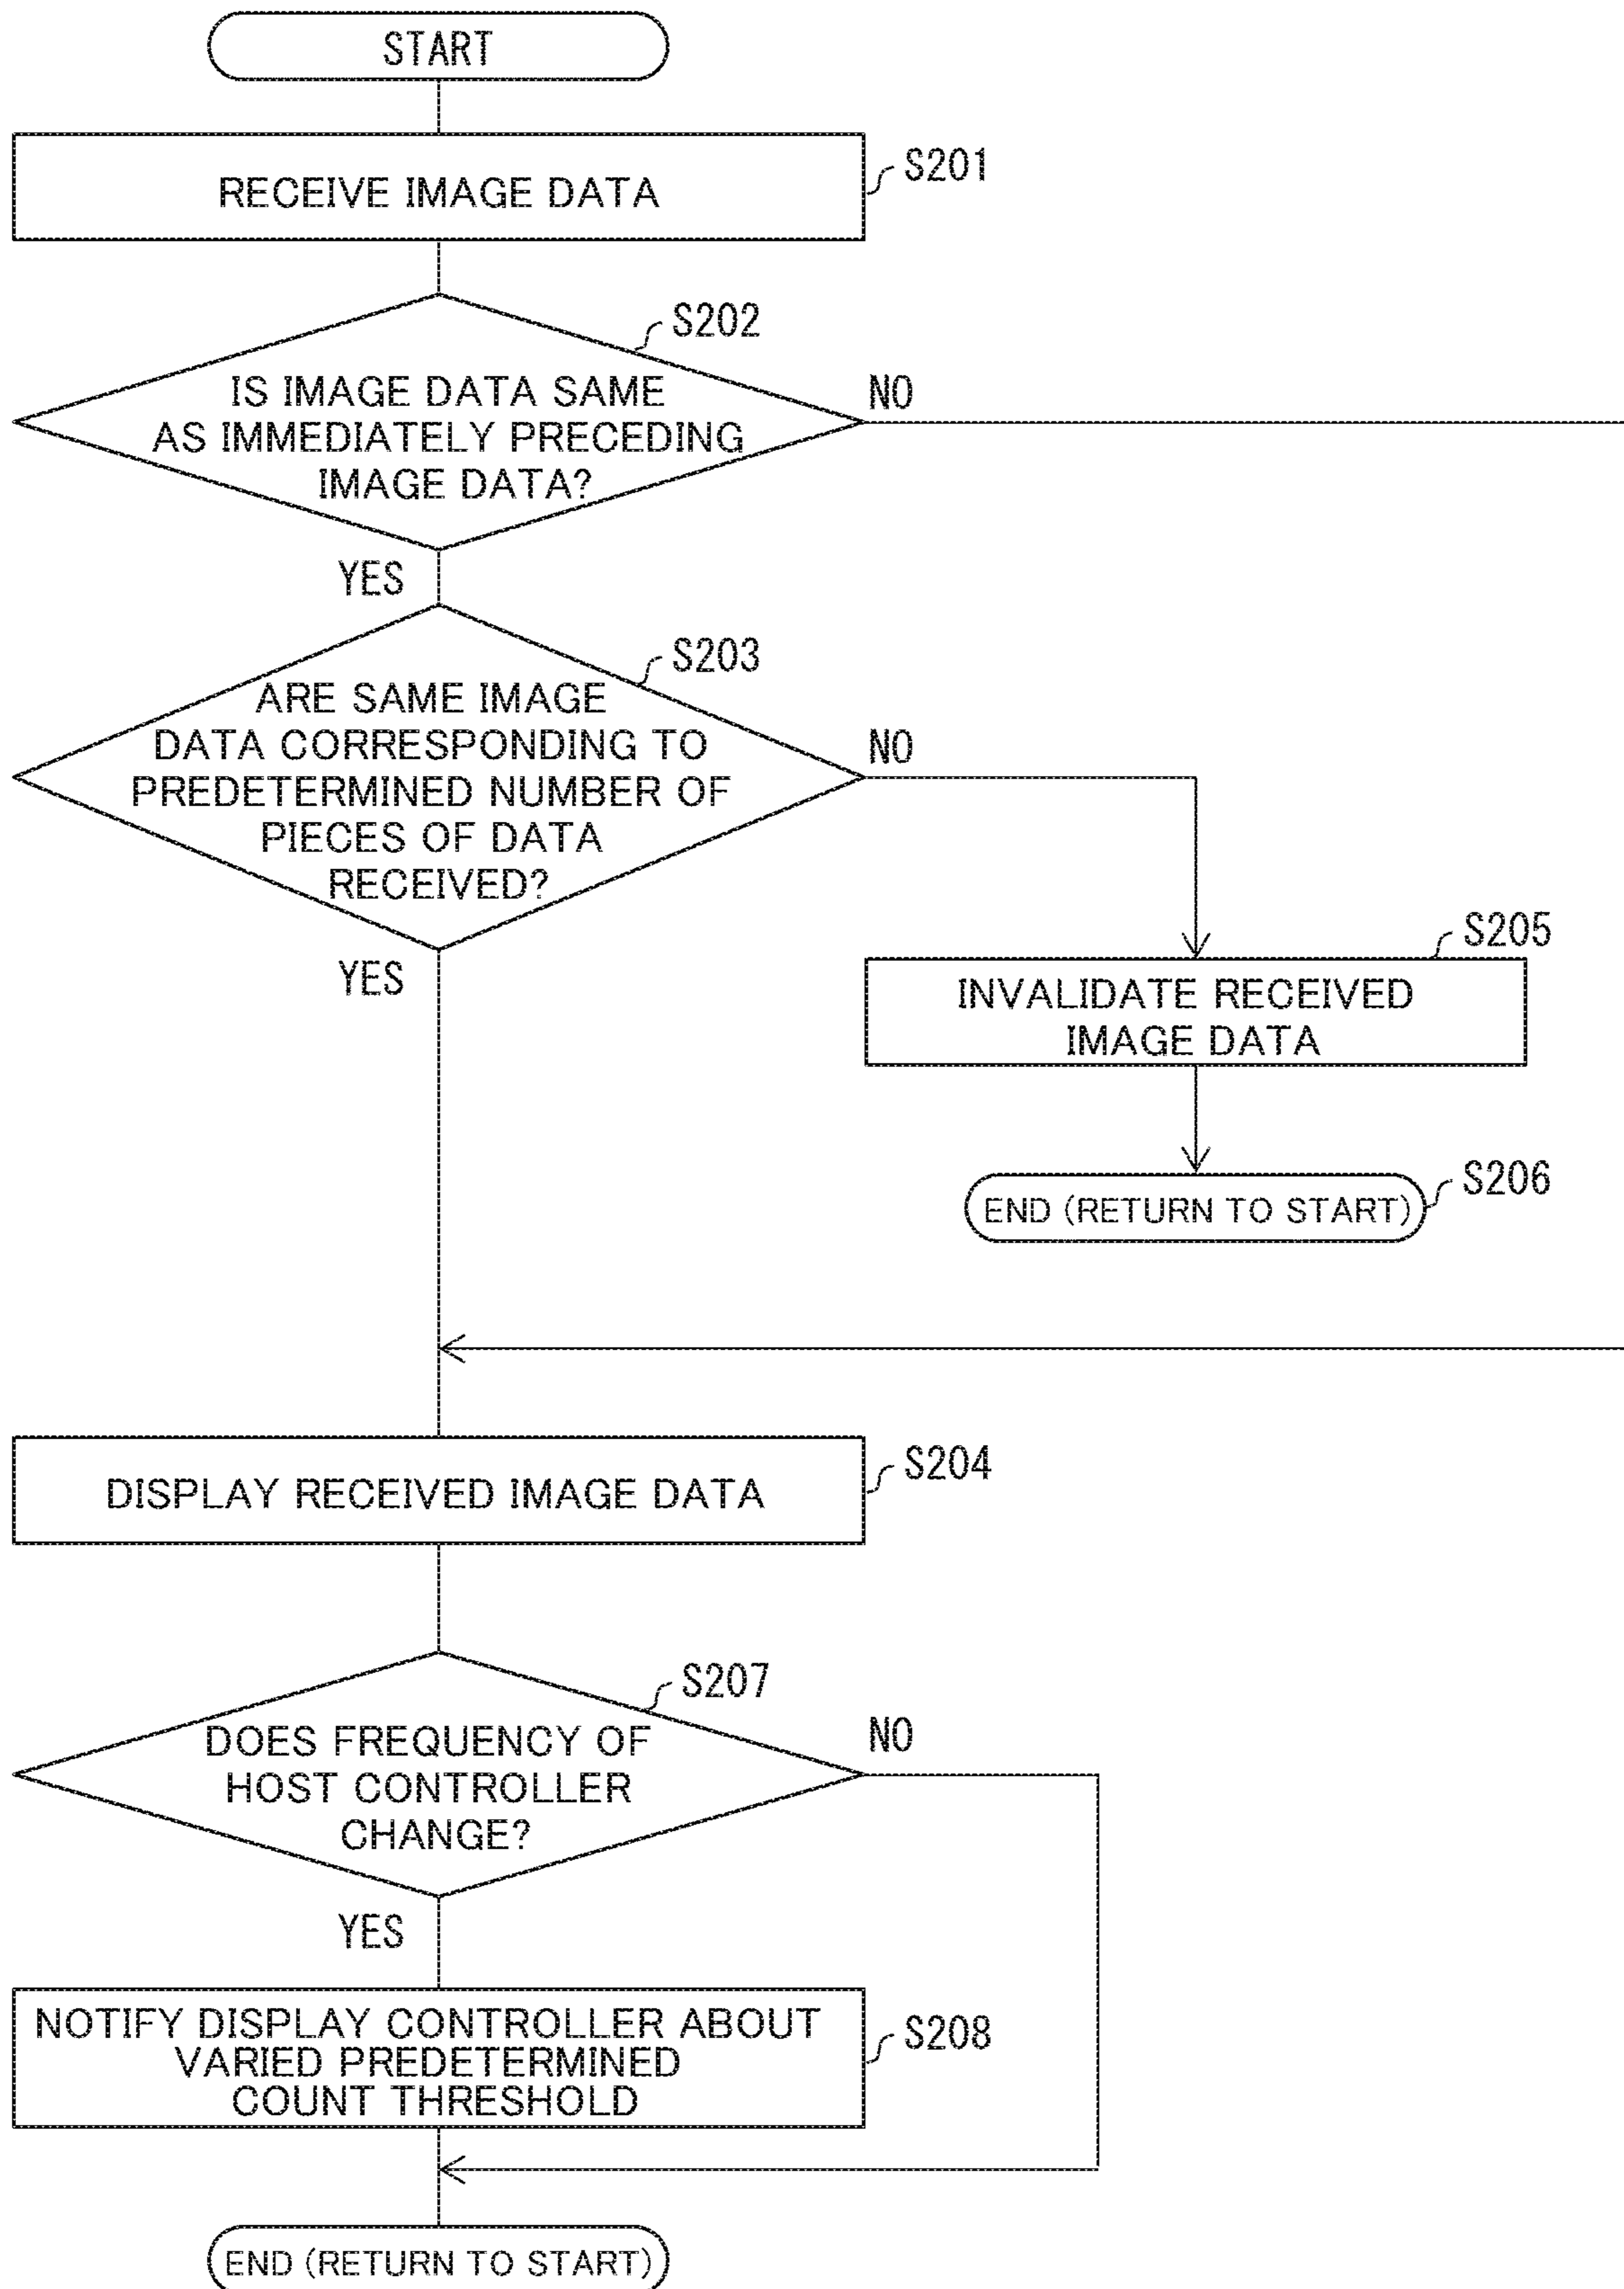 START
RECEIVE IMAGE DATA
S201
S202
IS IMAGE DATA SAME
AS IMMEDIATELY PRECEDING
IMAGE DATA?
NO
YES
S203
ARE SAME IMAGE
DATA CORRESPONDING TO
PREDETERMINED NUMBER OF
PIECES OF DATA
RECEIVED?
NO
YES
S205
INVALIDATE RECEIVED
IMAGE DATA
S206
END (RETURN TO START)
DISPLAY RECEIVED IMAGE DATA
S204
S207
DOES FREQUENCY OF
HOST CONTROLLER
CHANGE?
NO
YES
NOTIFY DISPLAY CONTROLLER ABOUT
VARIED PREDETERMINED
COUNT THRESHOLD
S208
END (RETURN TO START)